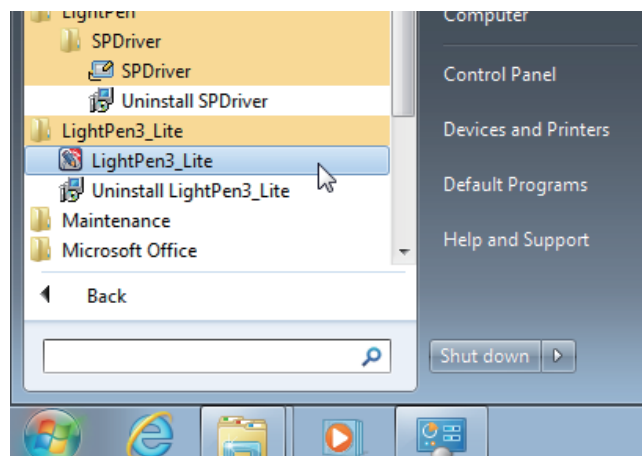 LightPen
SPDriver
SPDriver
Uninstall SPDriver
LightPen3_Lite
LightPen3_Lite
Uninstall LightPen3_Lite
Maintenance
Microsoft Office
Back
Computer
Control Panel
Devices and Printers
Default Programs
Help and Support
Shut down